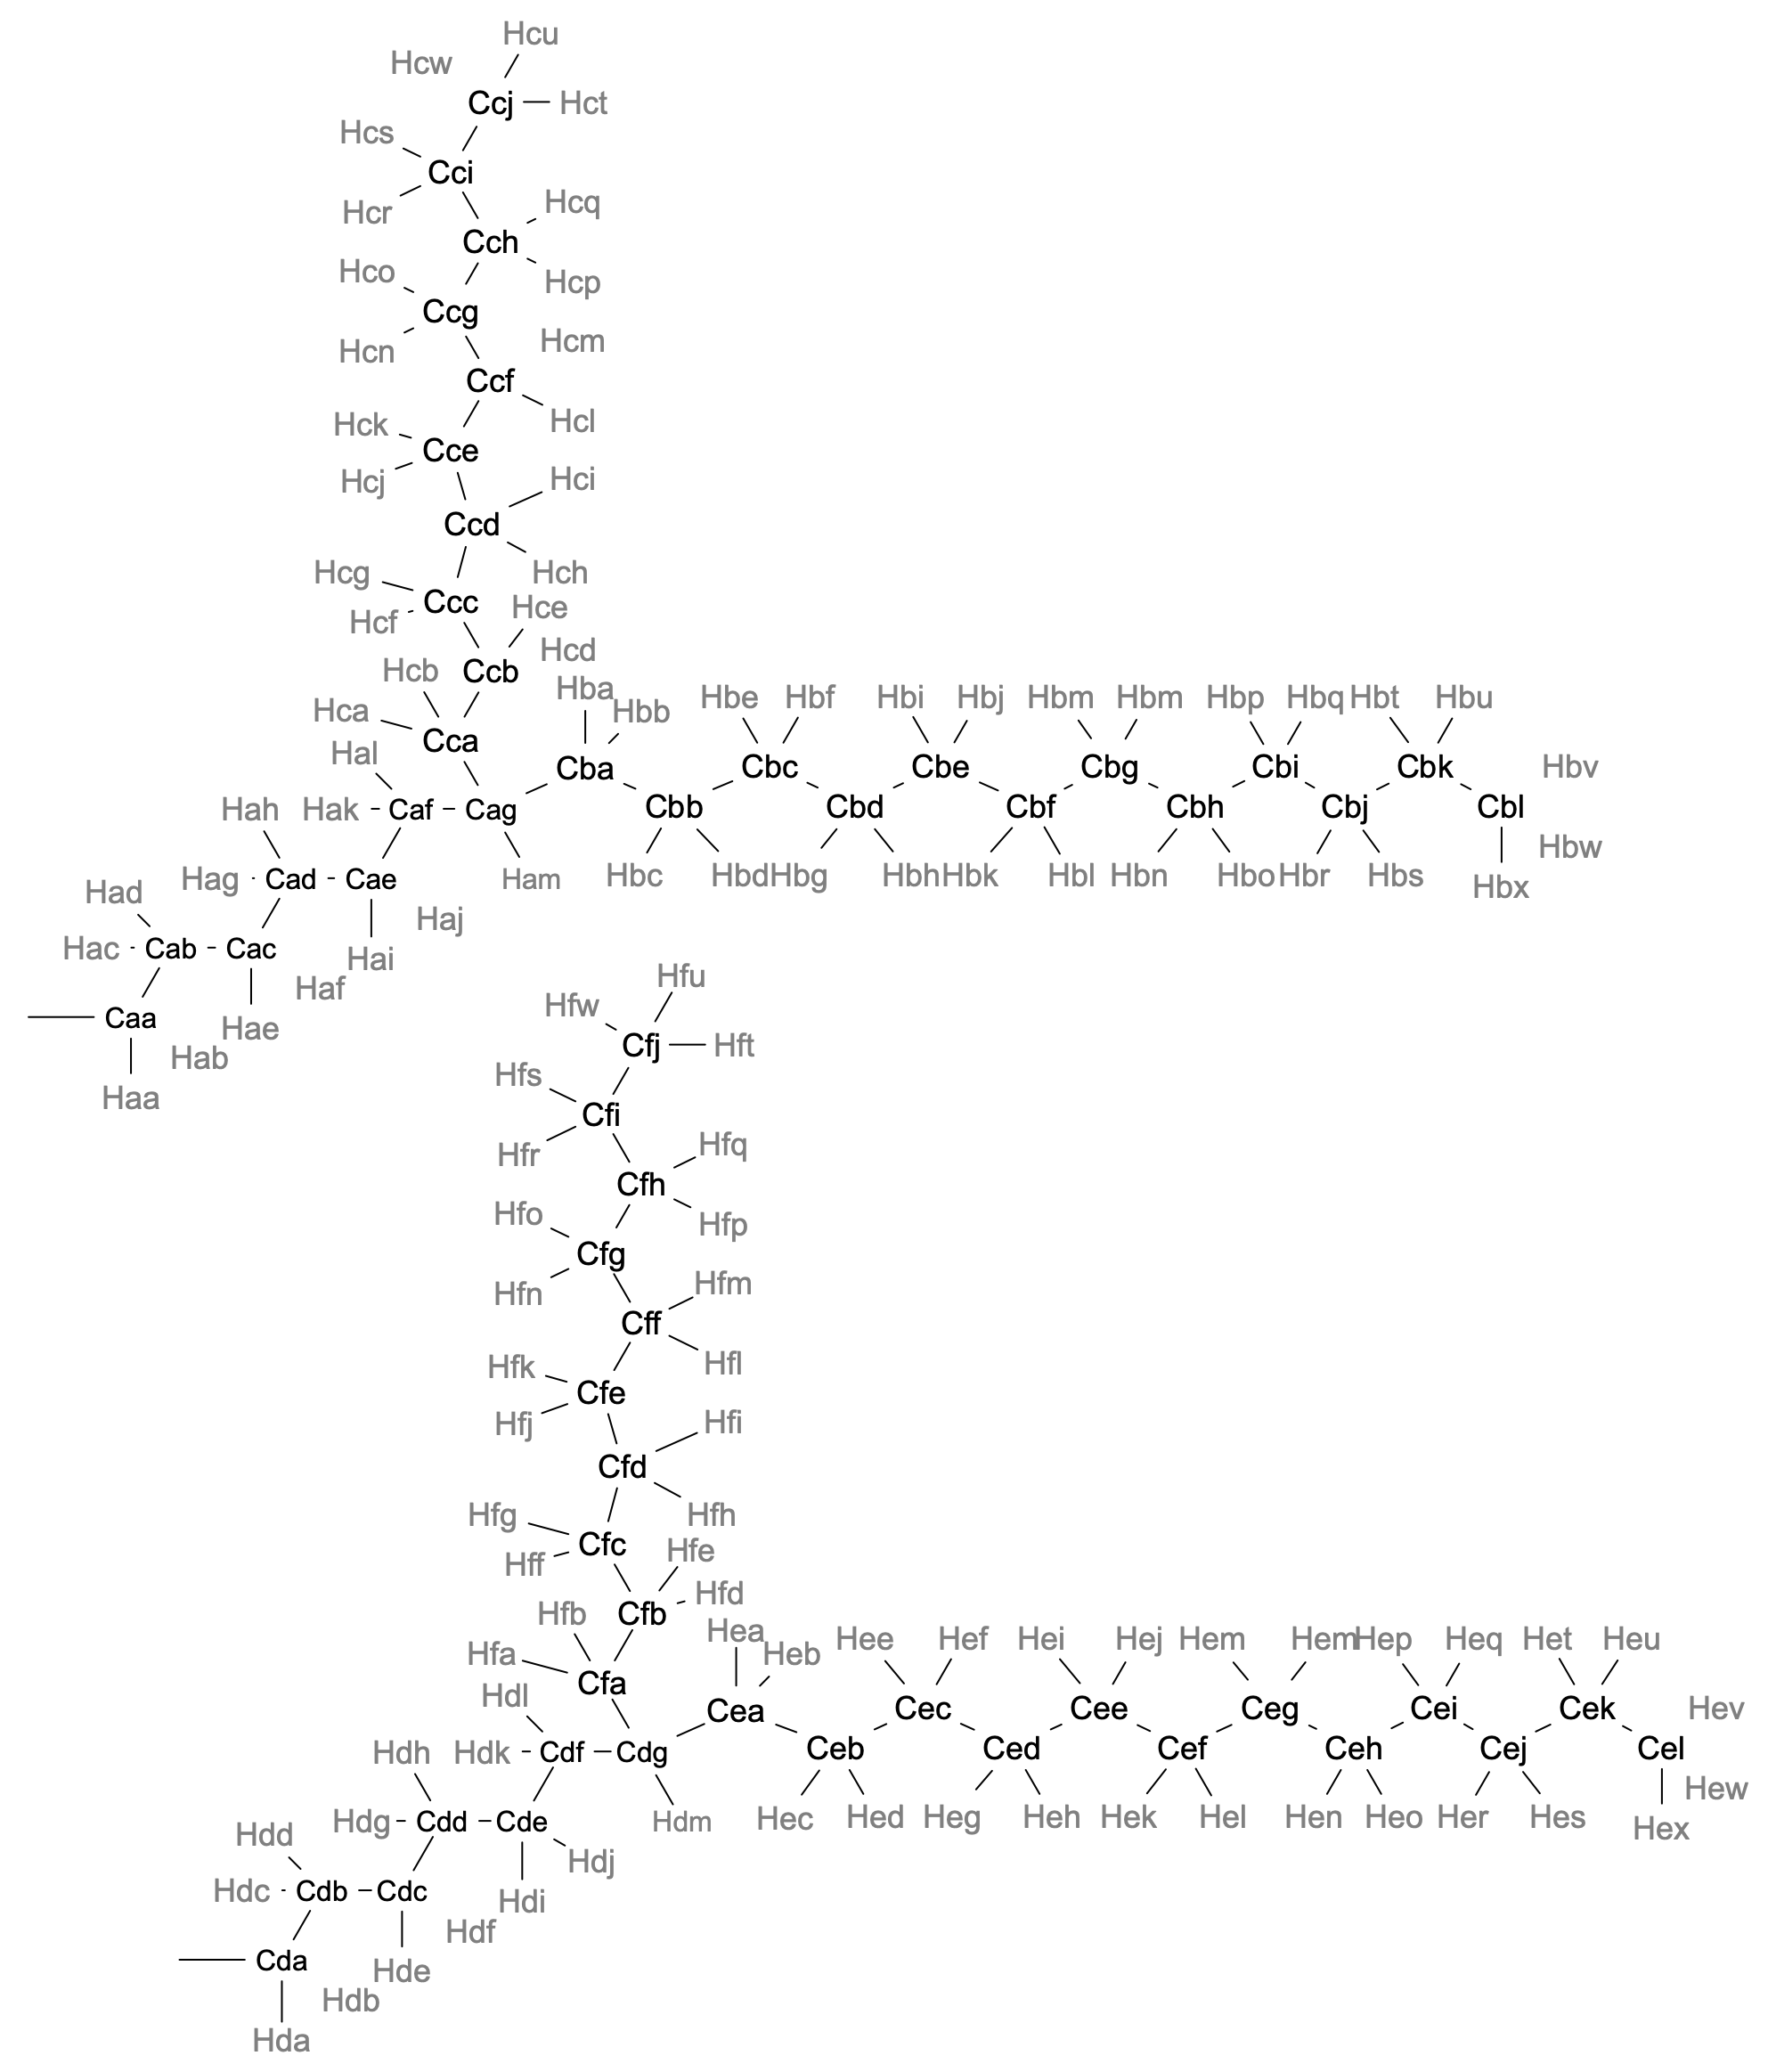 Hcu
Hcw
Ccj Hct
Hcs
Cci
Hcr Hcq
Cch
Hco Hcp
Ccg
Hcn Hcm
Ccf
Hck Hcl
Cce
Hcj Hci
Ccd
Hcg Hch
Ccc Hce
Hcf
Hcb Ccb Hcd
Hba Hbe Hbf Hbi Hbj Hbm Hbm Hbp Hbq Hbt Hbu
Hca Hbb
Cca
Hal Cba Cbc Cbe Cbg Cbi Cbk Hbv
Hah Hak Caf Cag Cbb Cbd Cbf Cbh Cbj Cbl
Hbw
Hag Cad Cae Ham Hbc Hbd Hbg Hbh Hbk Hbl Hbn Hbo Hbr Hbs Hbx
Had
Haj
Hac Cab Cac Hai
Haf Hfu
Caa Hae Hfw
Hab Cfj Hft
Haa Hfs
Cfi
Hfr Hfq
Cfh
Hfo Hfp
Cfg
Hfn Hfm
Cff
Hfk Hfl
Cfe
Hfj Hfi
Cfd
Hfg Hfh
Cfc Hfe
Hff
Hfb Cfb Hfd
Hea Hee Hef Hei Hej Hem Hem Hep Heq Het Heu
Hfa Heb
Cfa
Hdl Cea Cec Cee Ceg Cei Cek Hev
Hdh Hdk Cdf Cdg Ceb Ced Cef Ceh Cej Cel
Hew
Hdg Cdd Cde Hdm Hec Hed Heg Heh Hek Hel Hen Heo Her Hes Hex
Hdd
Hdj
Hdc Cdb Cdc Hdi
Hdf
Cda Hde
Hdb
Hda